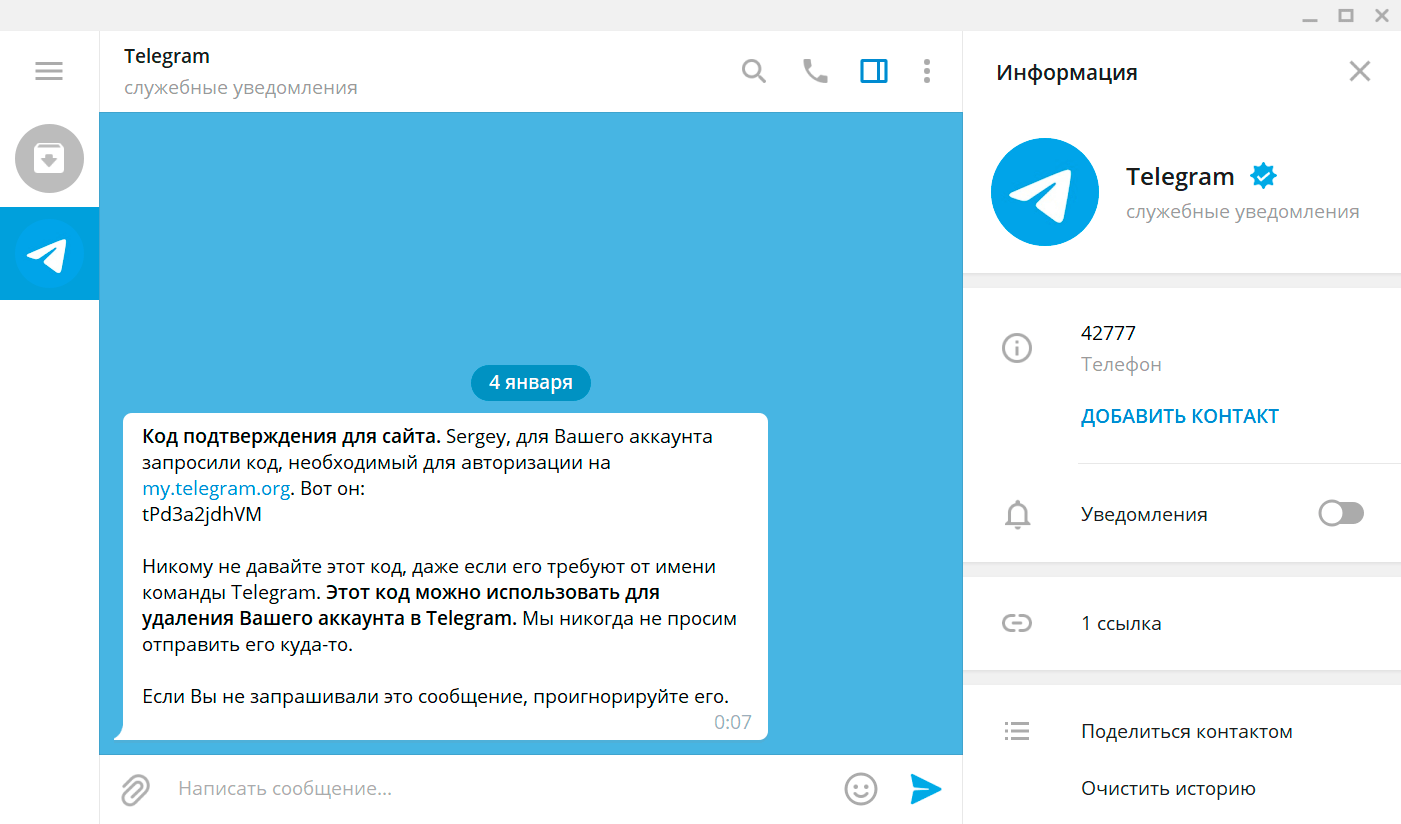 Telegram
служебные уведомления
4 января
Код подтверждения для сайта. Sergey, для Вашего аккаунта
запросили код, необходимый для авторизации на
my.telegram.org. Вот он:
tPd3a2jdhVM
Никому не давайте этот код, даже если его требуют от имени
команды Telegram. Этот код можно использовать для
удаления Вашего аккаунта в Telegram. Мы никогда не просим
отправить его куда-то.
Если Вы не запрашивали это сообщение, проигнорируйте его.
0:07
Написать сообщение...
Информация
Telegram
служебные уведомления
42777
Телефон
ДОБАВИТЬ КОНТАКТ
Уведомления
1 ссылка
Поделиться контактом
Очистить историю